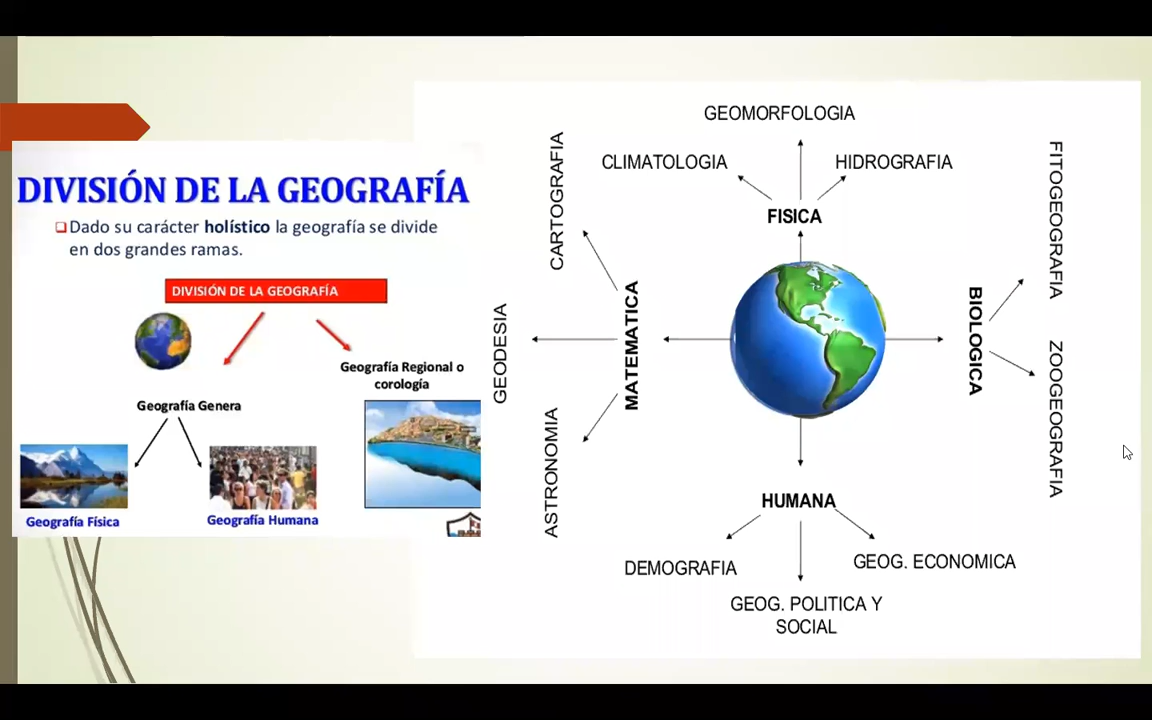 DIVISIÓN DE LA GEOGRAFÍA
Dado su carácter holístico la geografía se divide
en dos grandes ramas.
DIVISIÓN DE LA GEOGRAFÍA
Geografía Regional o
corología
Geografía Genera
Geografía Física
Geografía Humana
GEOMORFOLOGIA
CLIMATOLOGIA
HIDROGRAFIA
FISICA
CARTOGRAFIA
GEODESIA
ASTRONOMIA
MATEMATICA
BIOLOGICA
FITOGEOGRAFIA
ZOOGEOGRAFIA
HUMANA
DEMOGRAFIA
GEOG. POLITICA Y
SOCIAL
GEOG. ECONOMICA